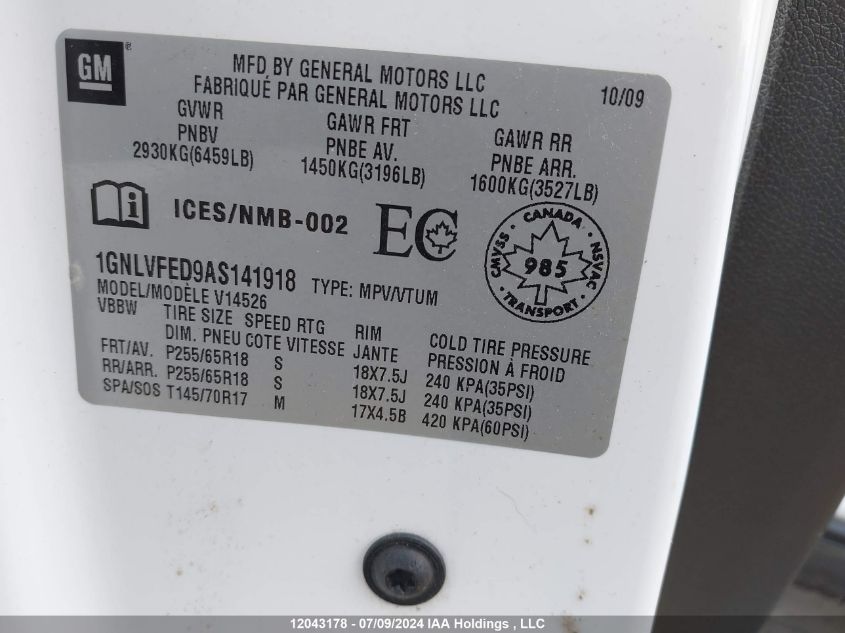 GM ®
MFD BY GENERAL MOTORS LLC 10/09
FABRIQUÉ PAR GENERAL MOTORS LLC
GVWR GAWR FRT GAWR RR
PNBV PNBE AV. PNBE ARR.
2930KG(6459LB) 1450KG(3196LB) 1600KG(3527LB)
i ICES/NMB-002 EC
CANADA
CMVSS 985 NSVAC
TRANSPORT
1GNLVFED9AS141918 TYPE: MPV/VTUM
MODEL/MODÈLE V14526
VBBW TIRE SIZE SPEED RTG RIM COLD TIRE PRESSURE
DIM. PNEU COTE VITESSE JANTE PRESSION À FROID
FRT/AV. P255/65R18 S 18X7.5J 240 KPA(35PSI)
RR/ARR. P255/65R18 S 18X7.5J 240 KPA(35PSI)
SPA/SOS T145/70R17 M 17X4.5B 420 KPA(60PSI)
12043178 - 07/09/2024 IAA Holdings , LLC